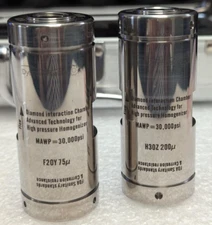 Diamond interaction Chamber
Advanced Technology for
High pressure Homogenizer
MAWP=30,000psi
F20Y 75μ
FDA Sanitary standards
& Corrosion resistance
Diamond interaction Cham
Advanced Technology for
High pressure Homogenizer
MAWP=30,000psi
H30Z 200μ
FDA Sanitary standards
& Corrosion resistance